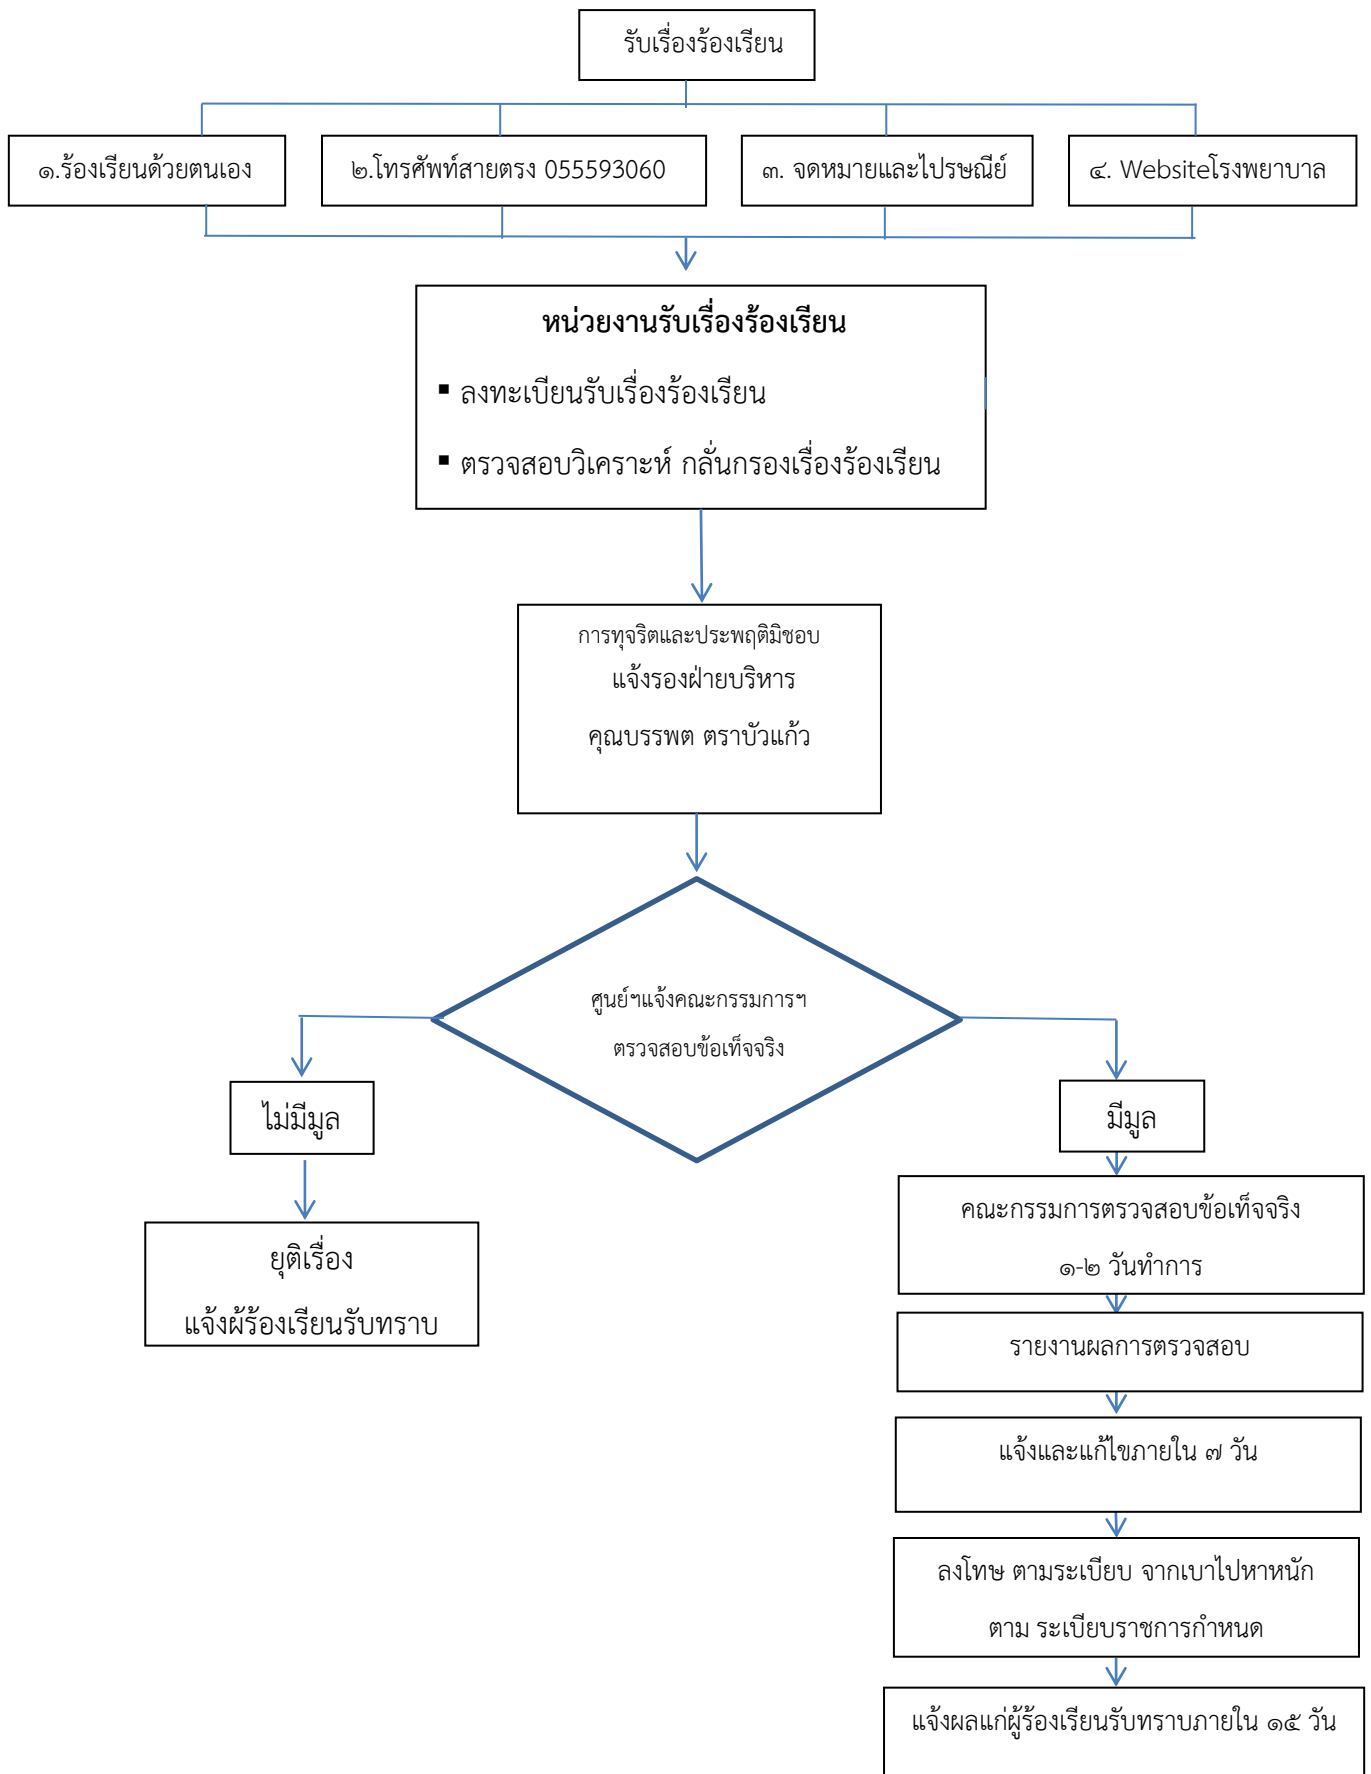 รับเรื่องร้องเรียน
๑.ร้องเรียนด้วยตนเอง
๒.โทรศัพท์สายตรง 055593060
๓. จดหมายและไปรษณีย์
๔. Websiteโรงพยาบาล
หน่วยงานรับเรื่องร้องเรียน
▪ ลงทะเบียนรับเรื่องร้องเรียน
▪ ตรวจสอบวิเคราะห์ กลั่นกรองเรื่องร้องเรียน
การทุจริตและประพฤติมิชอบ
แจ้งรองฝ่ายบริหาร
คุณบรรพต ตราบัวแก้ว
ศูนย์ฯแจ้งคณะกรรมการฯ
ตรวจสอบข้อเท็จจริง
ไม่มีมูล
มีมูล
ยุติเรื่อง
แจ้งผู้ร้องเรียนรับทราบ
คณะกรรมการตรวจสอบข้อเท็จจริง
๑-๒ วันทำการ
รายงานผลการตรวจสอบ
แจ้งและแก้ไขภายใน ๗ วัน
ลงโทษ ตามระเบียบ จากเบาไปหาหนัก
ตาม ระเบียบราชการกำหนด
แจ้งผลแก่ผู้ร้องเรียนรับทราบภายใน ๑๕ วัน